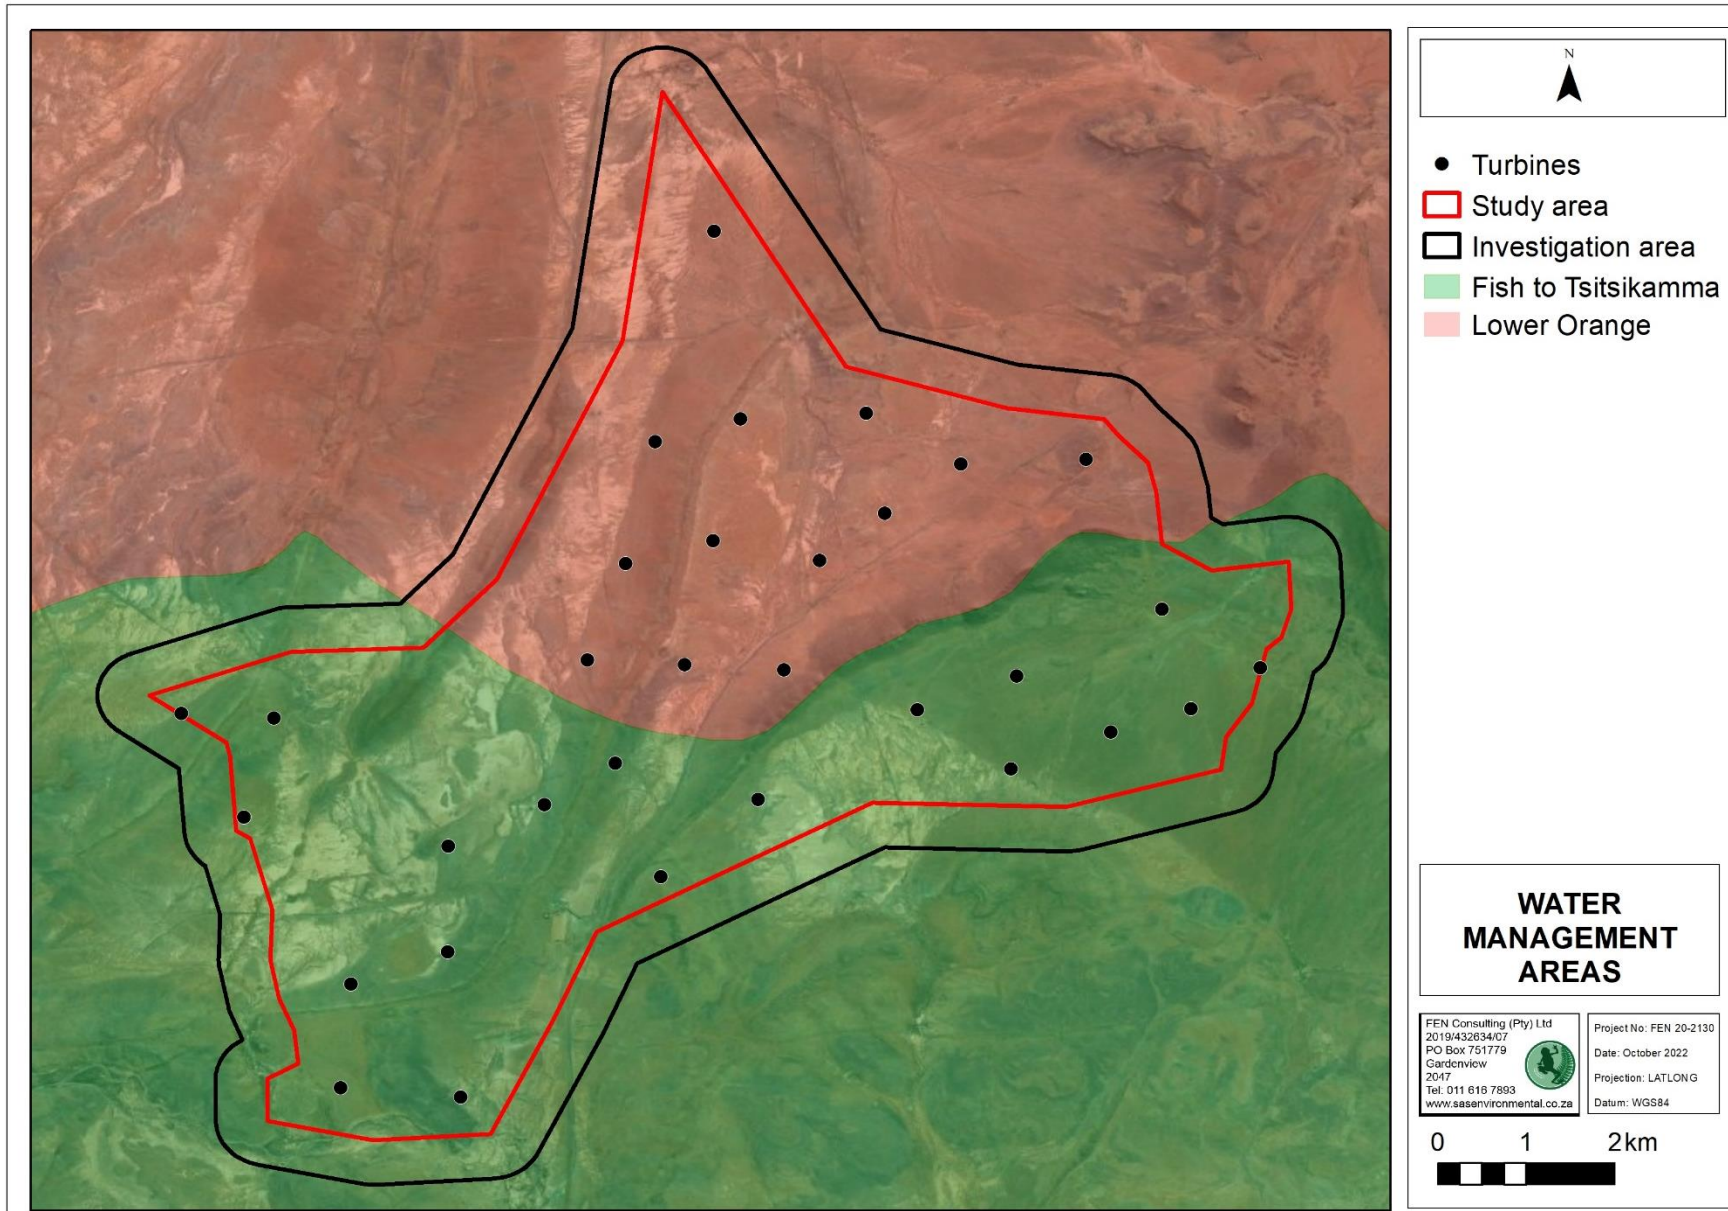 N
Turbines
Study area
Investigation area
Fish to Tsitsikamma
Lower Orange
WATER
MANAGEMENT
AREAS
FEN Consulting (Pty) Ltd
2019/432634/07
PO Box 751779
Gardenview
2047
Tel: 011 616 7893
www.sasenvironmental.co.za
Project No: FEN 20-2130
Date: October 2022
Projection: LATLONG
Datum: WGS84
0 1 2 km